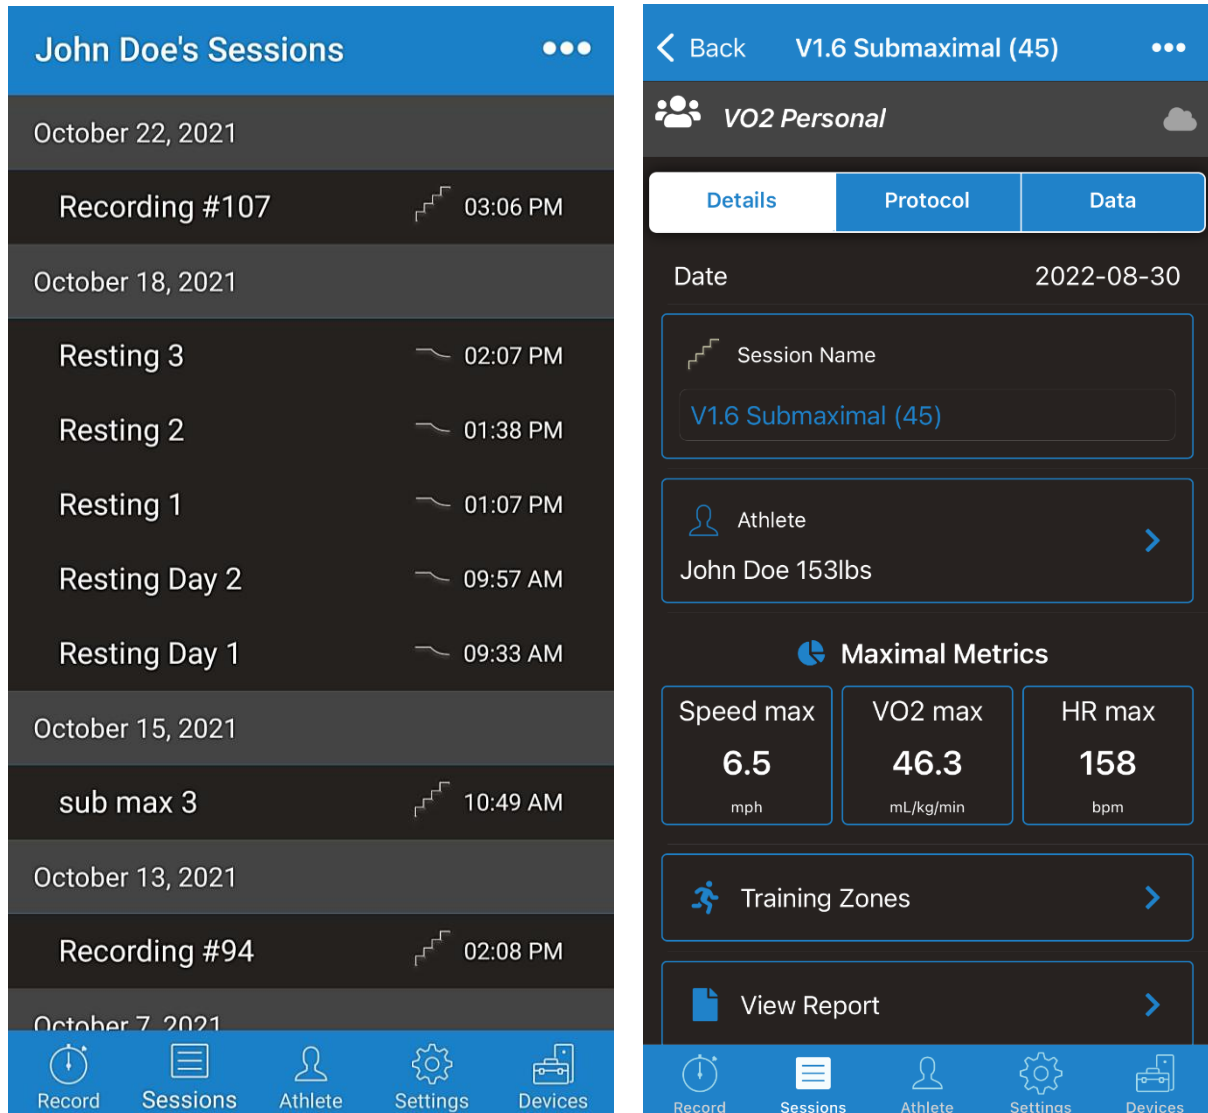 John Doe's Sessions
October 22, 2021
Recording #107 03:06 PM
October 18, 2021
Resting 3 02:07 PM
Resting 2 01:38 PM
Resting 1 01:07 PM
Resting Day 2 09:57 AM
Resting Day 1 09:33 AM
October 15, 2021
sub max 3 10:49 AM
October 13, 2021
Recording #94 02:08 PM
October 7, 2021
Record Sessions Athlete Settings Devices
Back V1.6 Submaximal (45)
VO2 Personal
Details Protocol Data
Date 2022-08-30
Session Name
V1.6 Submaximal (45)
Athlete
John Doe 153lbs
Maximal Metrics
Speed max VO2 max HR max
6.5 46.3 158
mph mL/kg/min bpm
Training Zones
View Report
Record Sessions Athlete Settings Devices